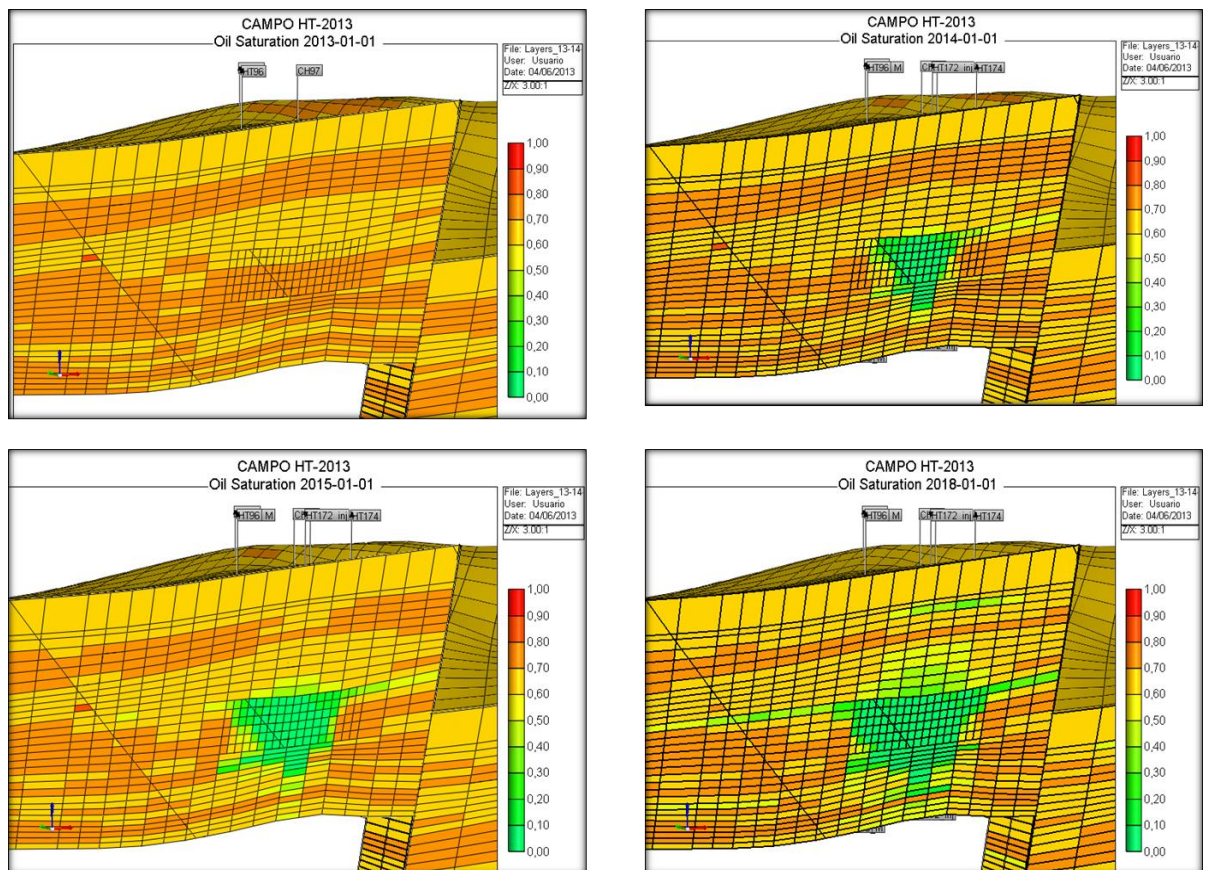 CAMPO HT-2013
Oil Saturation 2013-01-01
File: Layers_13-14
User: Usuario
Date: 04/06/2013
Z/X: 3.00:1
HT96 CH97
1,00
0,90
0,80
0,70
0,60
0,50
0,40
0,30
0,20
0,10
0,00
CAMPO HT-2013
Oil Saturation 2014-01-01
File: Layers_13-14
User: Usuario
Date: 04/06/2013
Z/X: 3.00:1
HT96 M HT172 inj HT174
1,00
0,90
0,80
0,70
0,60
0,50
0,40
0,30
0,20
0,10
0,00
CAMPO HT-2013
Oil Saturation 2015-01-01
File: Layers_13-14
User: Usuario
Date: 04/06/2013
Z/X: 3.00:1
HT96 M HT172 inj HT174
1,00
0,90
0,80
0,70
0,60
0,50
0,40
0,30
0,20
0,10
0,00
CAMPO HT-2013
Oil Saturation 2018-01-01
File: Layers_13-14
User: Usuario
Date: 04/06/2013
Z/X: 3.00:1
HT96 M HT172 inj HT174
1,00
0,90
0,80
0,70
0,60
0,50
0,40
0,30
0,20
0,10
0,00